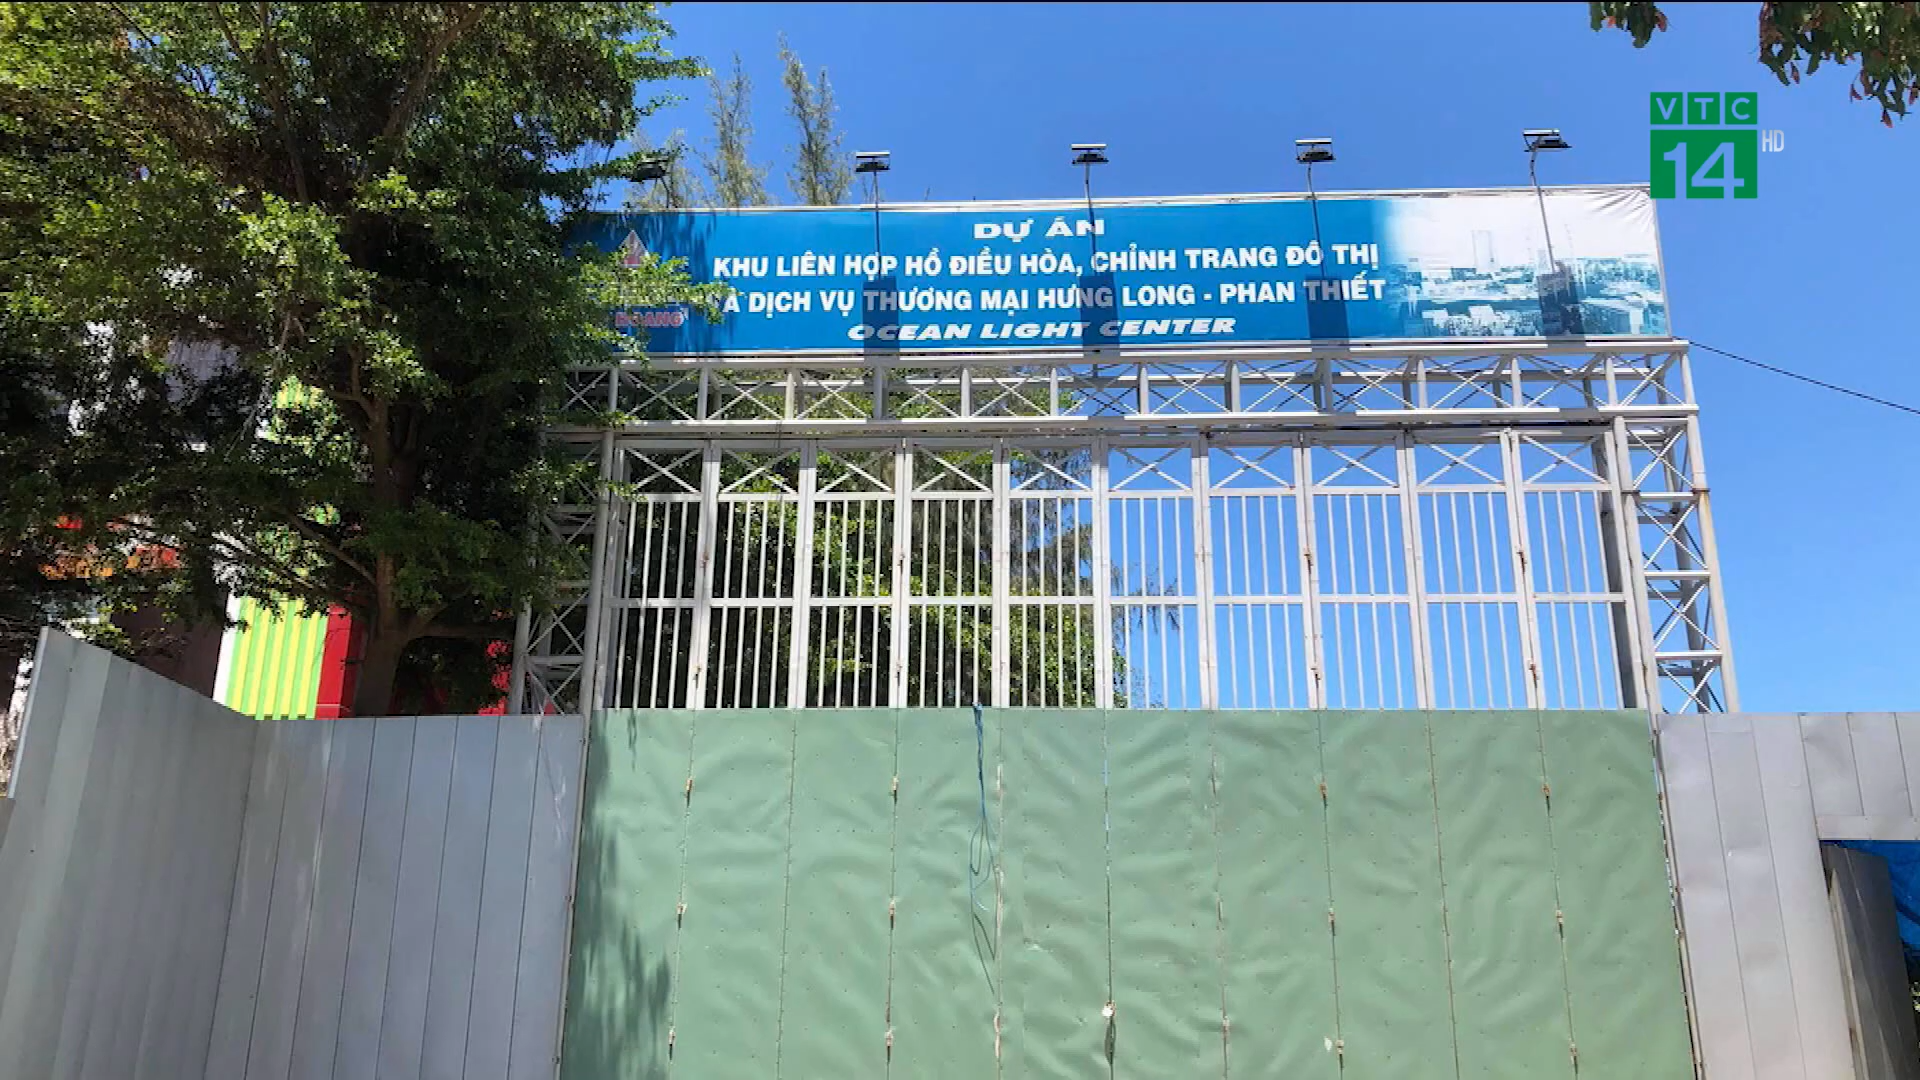 VTC
14 HD
DỰ ÁN
KHU LIÊN HỢP HỒ ĐIỀU HÒA, CHỈNH TRANG ĐÔ THỊ
À DỊCH VỤ THƯƠNG MẠI HƯNG LONG - PHAN THIẾT
HOANG
OCEAN LIGHT CENTER